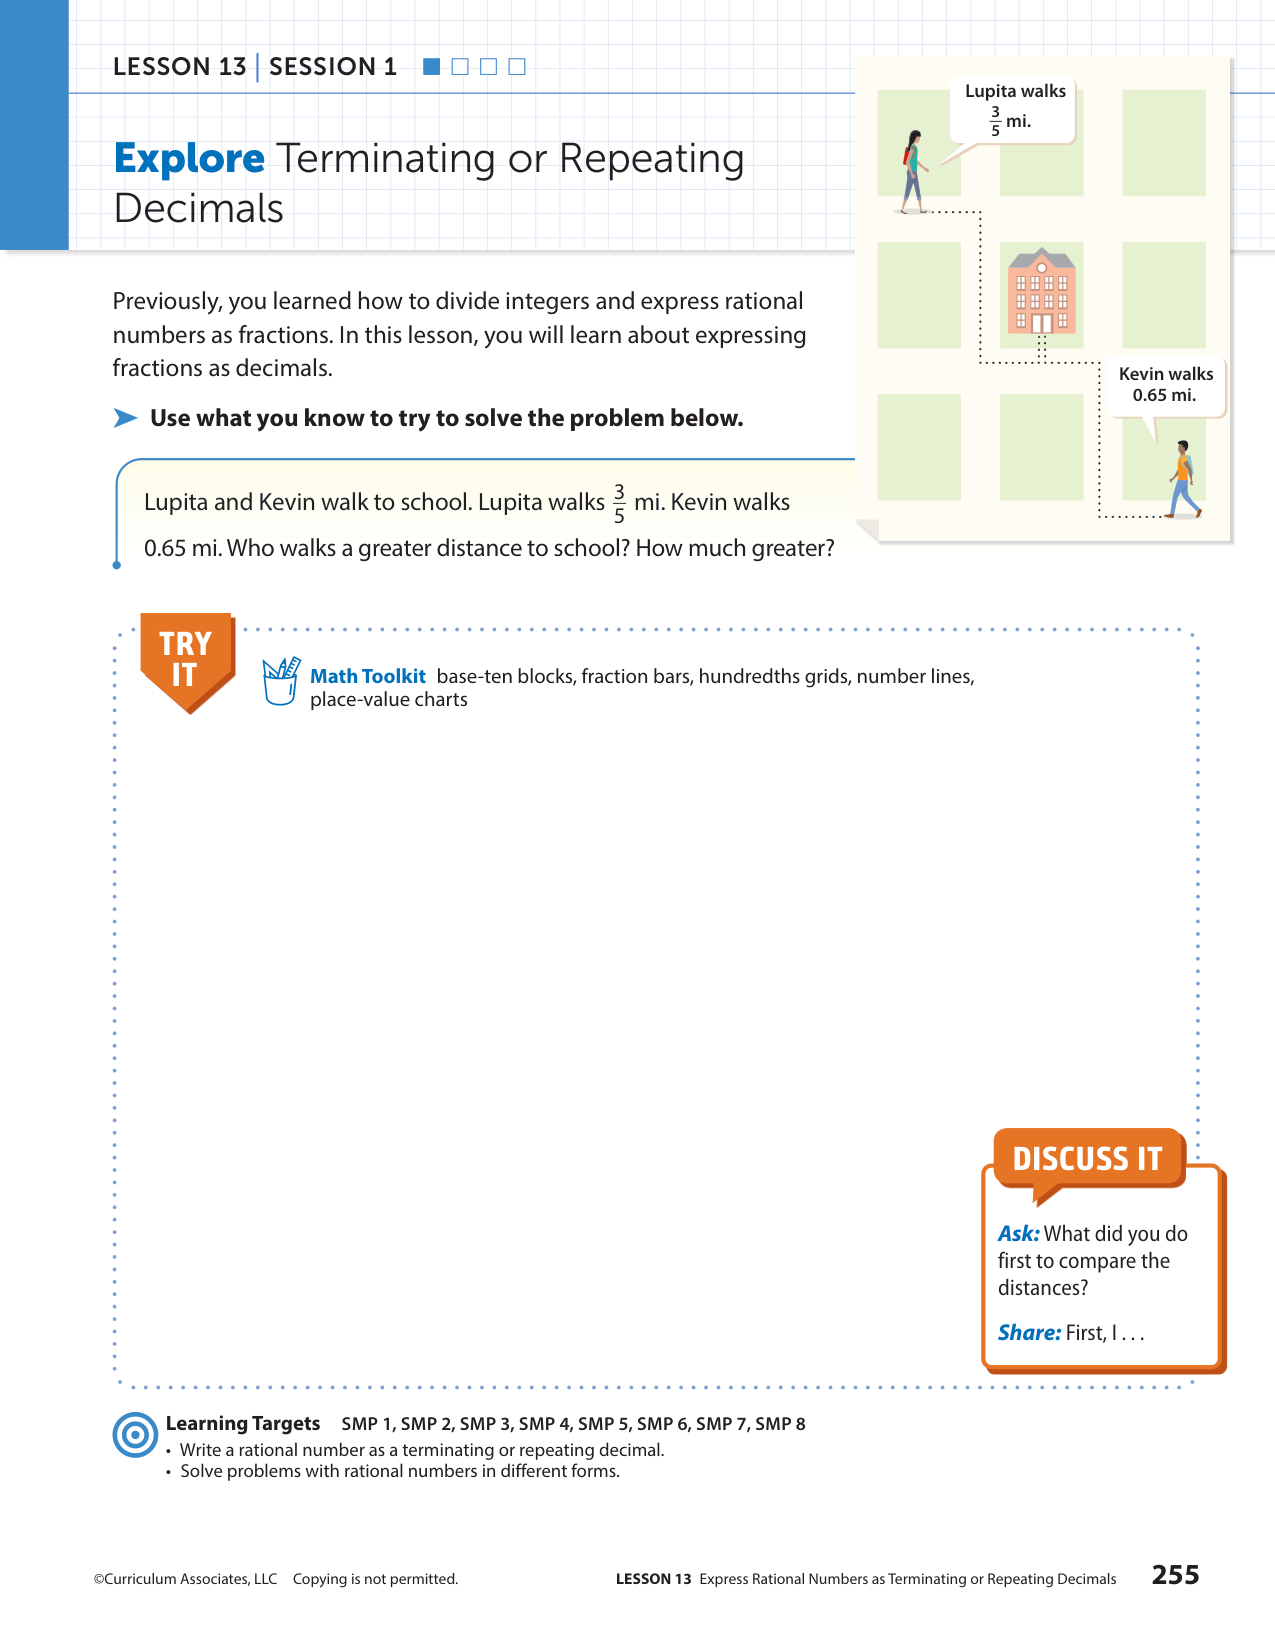 LESSON 13 | SESSION 1
Explore Terminating or Repeating
Decimals
Lupita walks
3/5 mi.
Kevin walks
0.65 mi.
Previously, you learned how to divide integers and express rational
numbers as fractions. In this lesson, you will learn about expressing
fractions as decimals.
Use what you know to try to solve the problem below.
Lupita and Kevin walk to school. Lupita walks 3/5 mi. Kevin walks
0.65 mi. Who walks a greater distance to school? How much greater?
TRY
IT
Math Toolkit base-ten blocks, fraction bars, hundredths grids, number lines,
place-value charts
DISCUSS IT
Ask: What did you do
first to compare the
distances?
Share: First, I . . .
Learning Targets SMP 1, SMP 2, SMP 3, SMP 4, SMP 5, SMP 6, SMP 7, SMP 8
• Write a rational number as a terminating or repeating decimal.
• Solve problems with rational numbers in different forms.
©Curriculum Associates, LLC Copying is not permitted.
LESSON 13 Express Rational Numbers as Terminating or Repeating Decimals 255